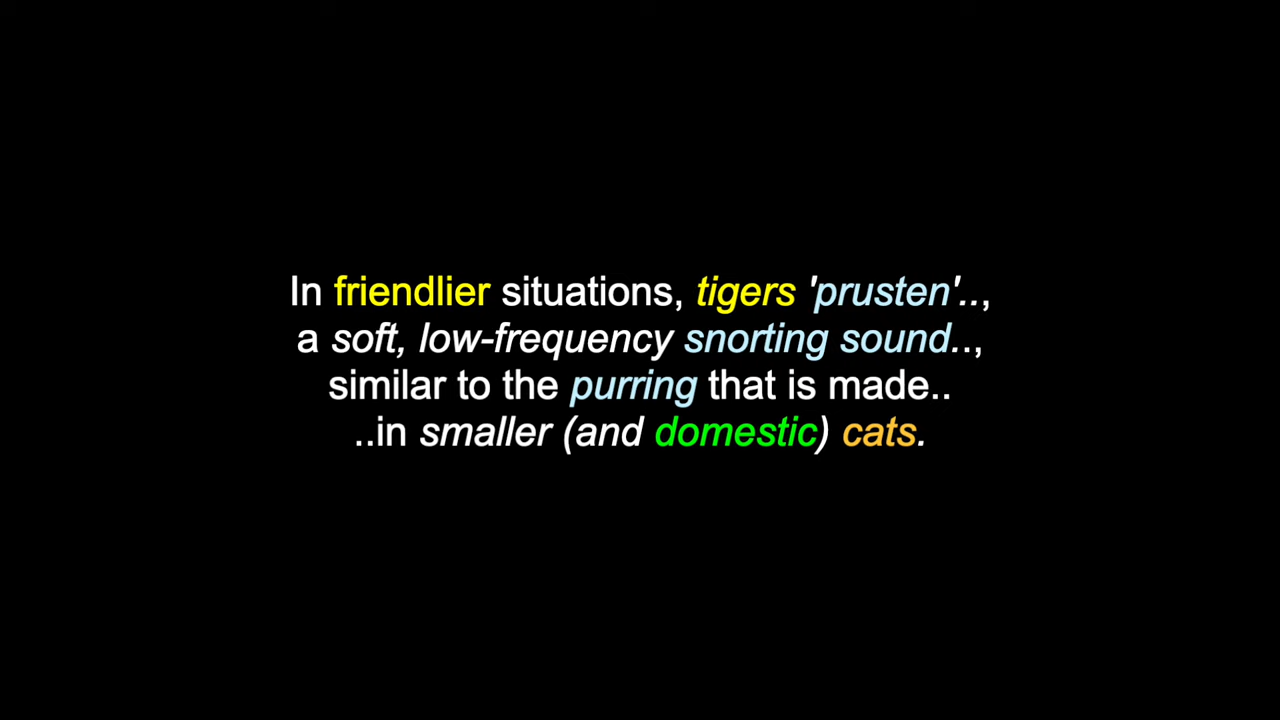 In friendlier situations, tigers 'prusten'..,
a soft, low-frequency snorting sound..,
similar to the purring that is made..
..in smaller (and domestic) cats.